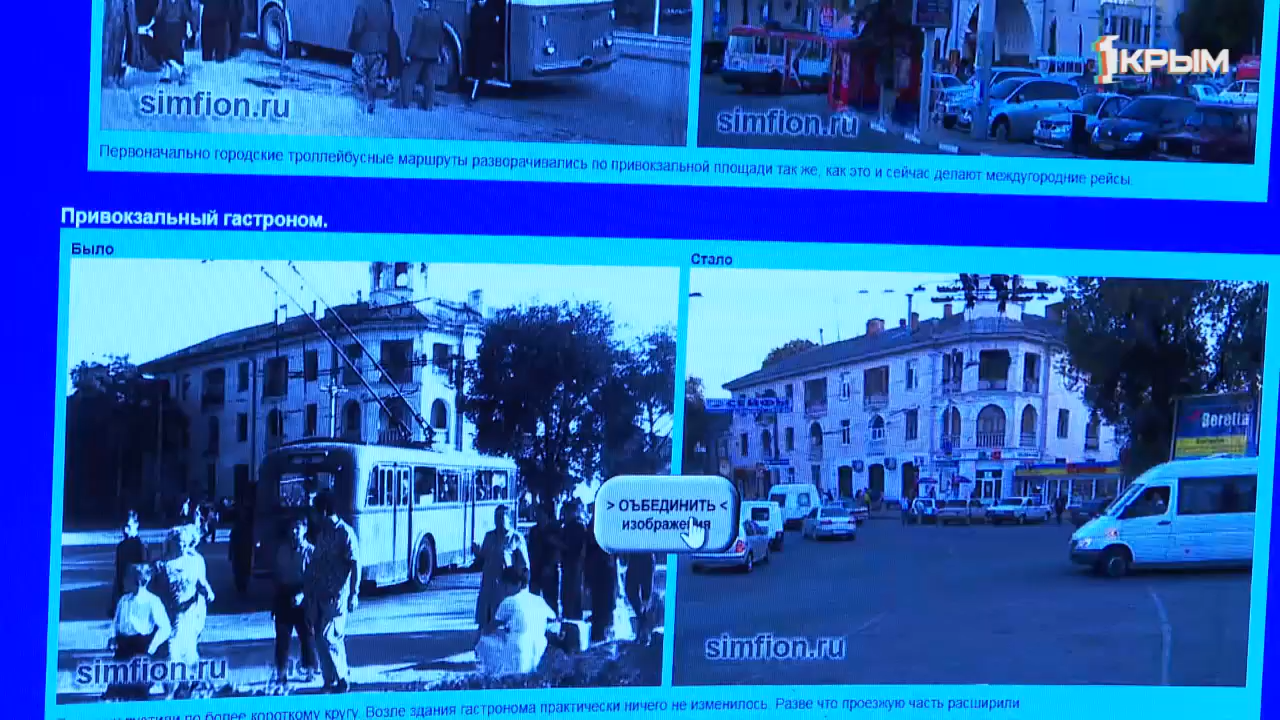 1КРЫМ
simfion.ru
simfion.ru
Первоначально городские троллейбусные маршруты разворачивались по привокзальной площади так же, как это и сейчас делают междугородние рейсы.
Привокзальный гастроном.
Было
Стало
Beretta
> ОЪБЕДИНИТЬ <
изображения
simfion.ru
simfion.ru
по более короткому кругу. Возле здания гастронома практически ничего не изменилось. Разве что проезжую часть расширили